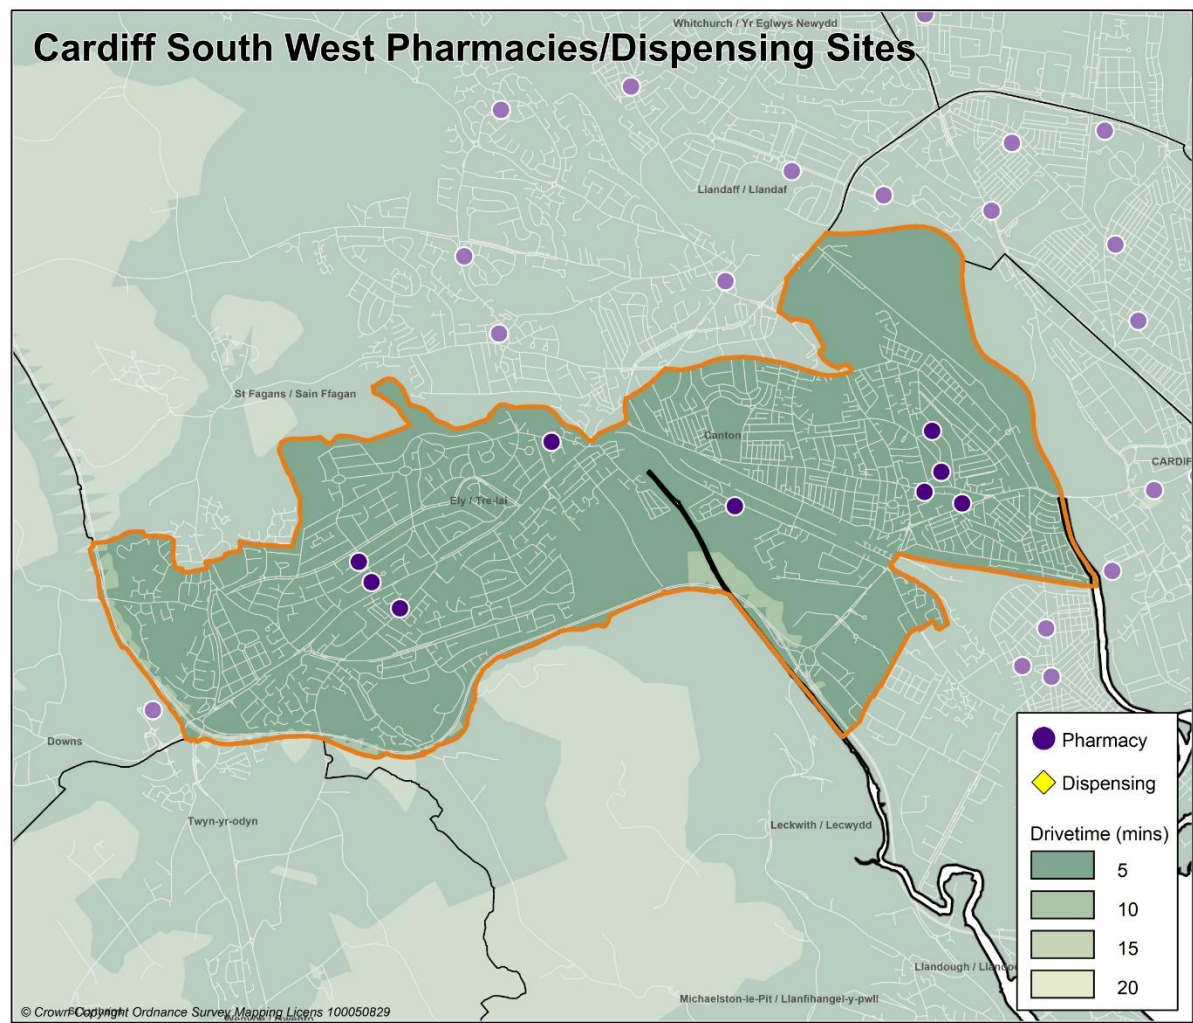 Whitchurch / Yr Eglwys Newydd
Cardiff South West Pharmacies/Dispensing Sites
Llandaff / Llandaf
St Fagans / Sain Ffagan
Canton
CARDIF
Ely / Tre-lai
Downs
Twyn-yr-odyn
Leckwith / Lecwydd
Llandough / Llandoc
Michaelston-le-Pit / Llanfihangel-y-pwll
Pharmacy
Dispensing
Drivetime (mins)
5
10
15
20
© Crown Copyright Ordnance Survey Mapping Licens 100050829